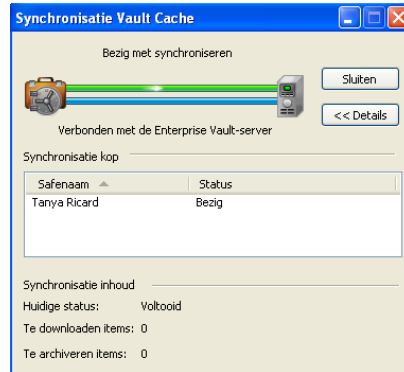 Synchronisatie Vault Cache
Bezig met synchroniseren
Sluiten
<< Details
Verbonden met de Enterprise Vault-server
Synchronisatie kop
Safenaam Status
Tanya Ricard Bezig
Synchronisatie inhoud
Huidige status: Voltooid
Te downloaden items: 0
Te archiveren items: 0